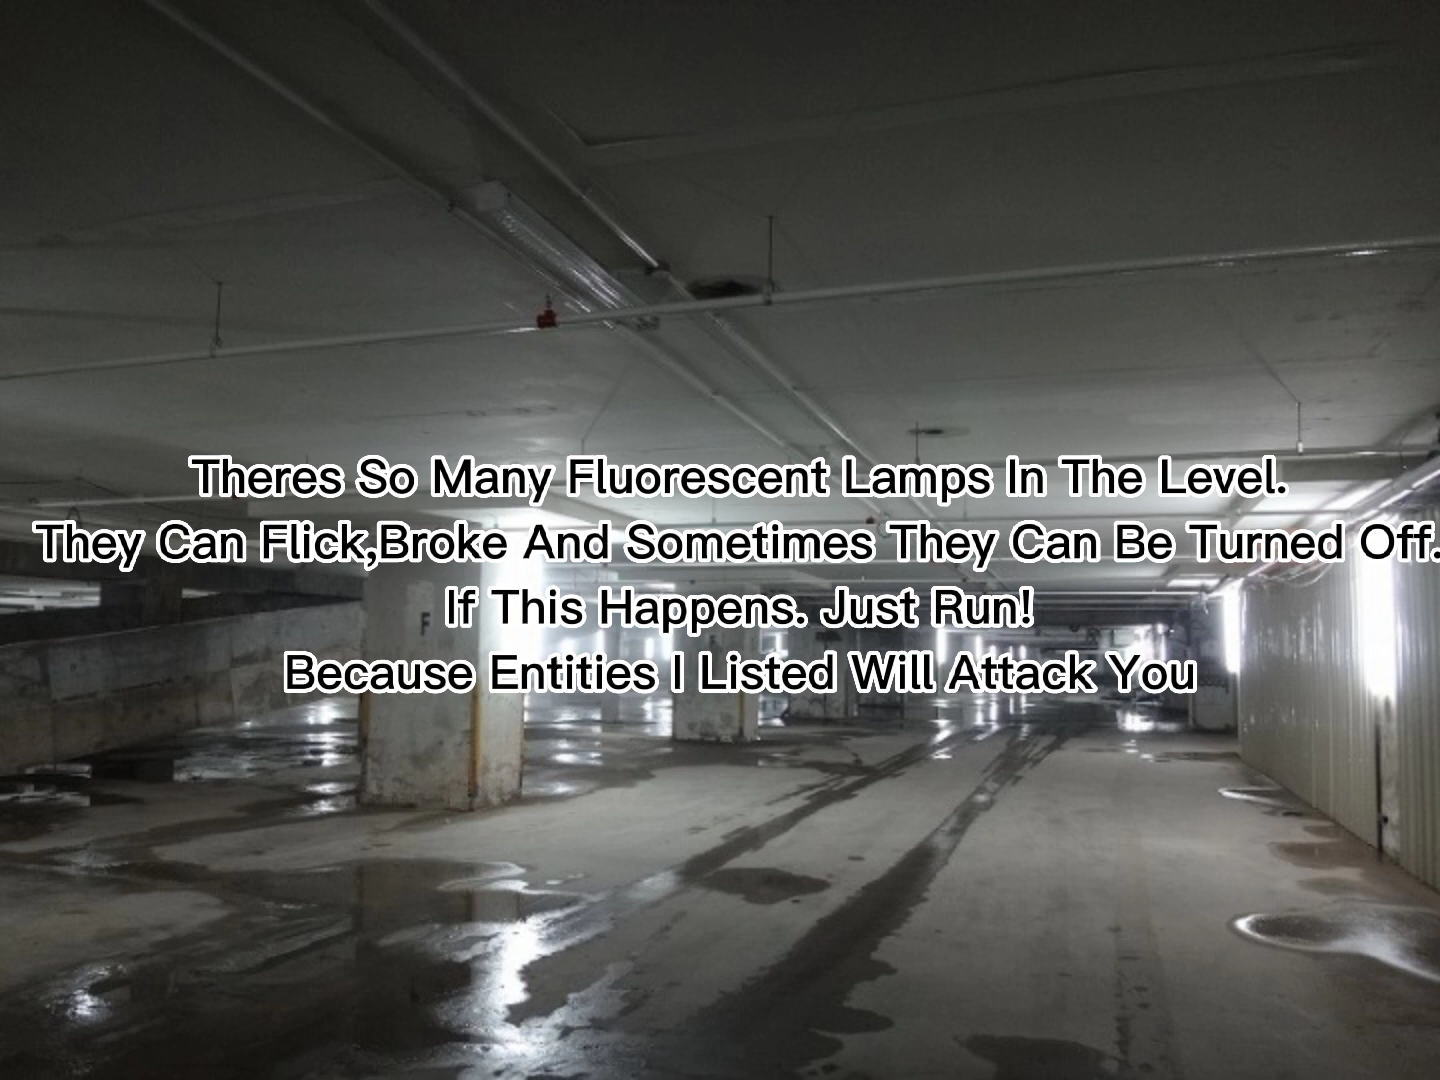 Theres So Many Fluorescent Lamps In The Level.
They Can Flick,Broke And Sometimes They Can Be Turned Off.
If This Happens. Just Run!
Because Entities I Listed Will Attack You
F